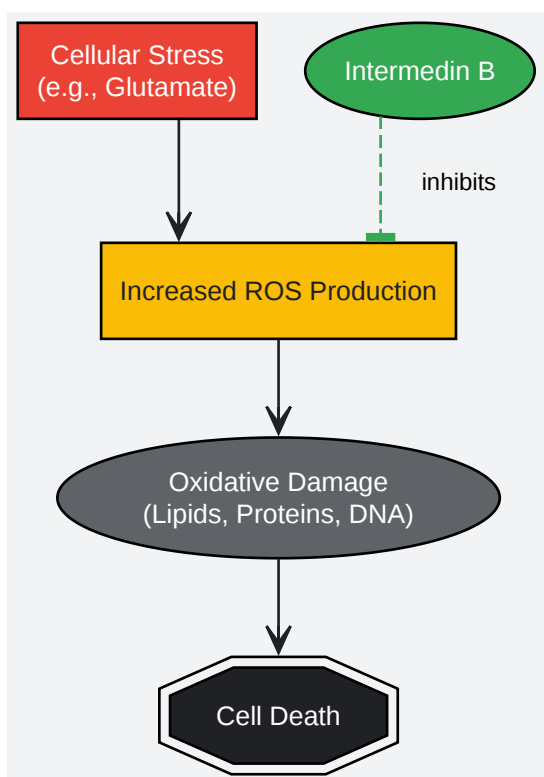 Cellular Stress
(e.g., Glutamate)
Intermedin B
inhibits
Increased ROS Production
Oxidative Damage
(Lipids, Proteins, DNA)
Cell Death